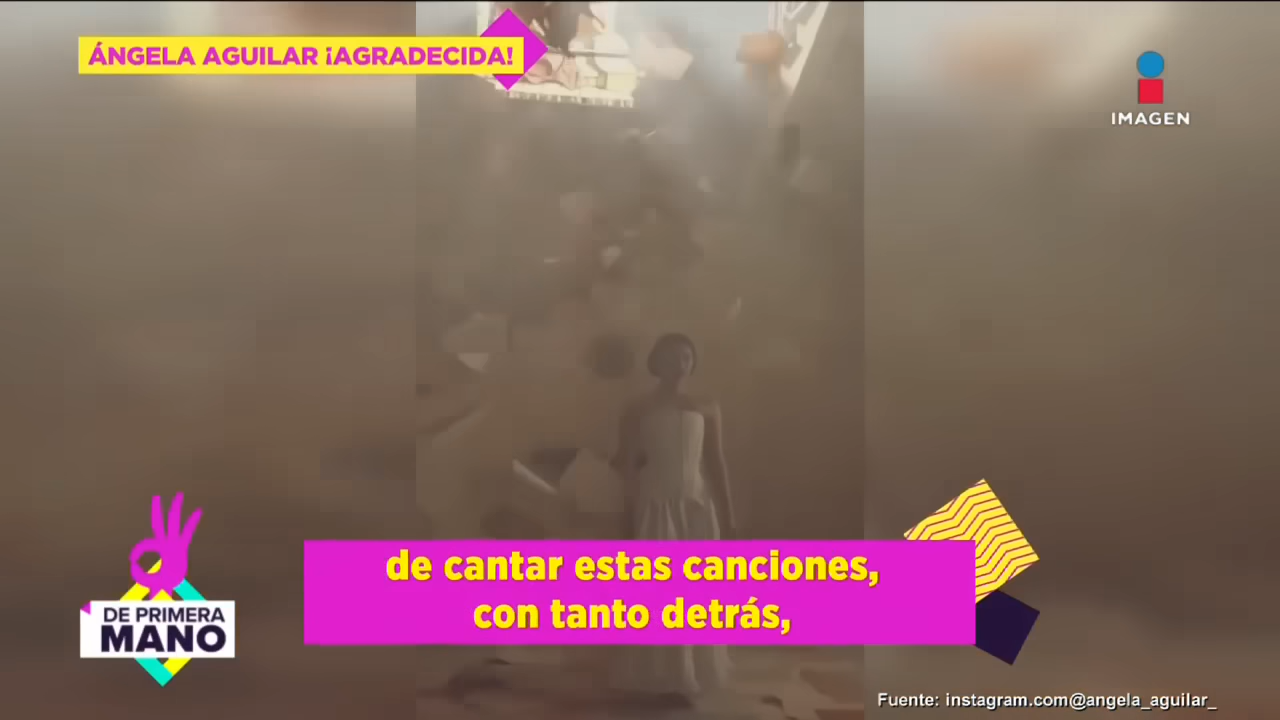 ÁNGELA AGUILAR ¡AGRADECIDA!
IMAGEN
de cantar estas canciones,
con tanto detrás,
DE PRIMERA
MANO
Fuente: instagram.com@angela_aguilar_